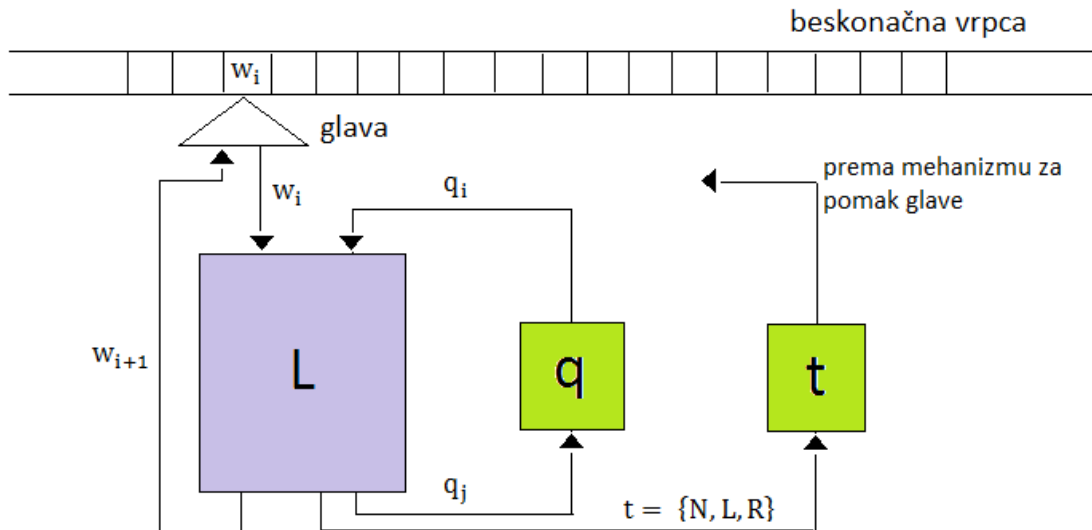 beskonačna vrpca
wᵢ
glava
prema mehanizmu za
pomak glave
qᵢ
wᵢ
wᵢ₊₁
L
q
t
qⱼ
t = {N, L, R}